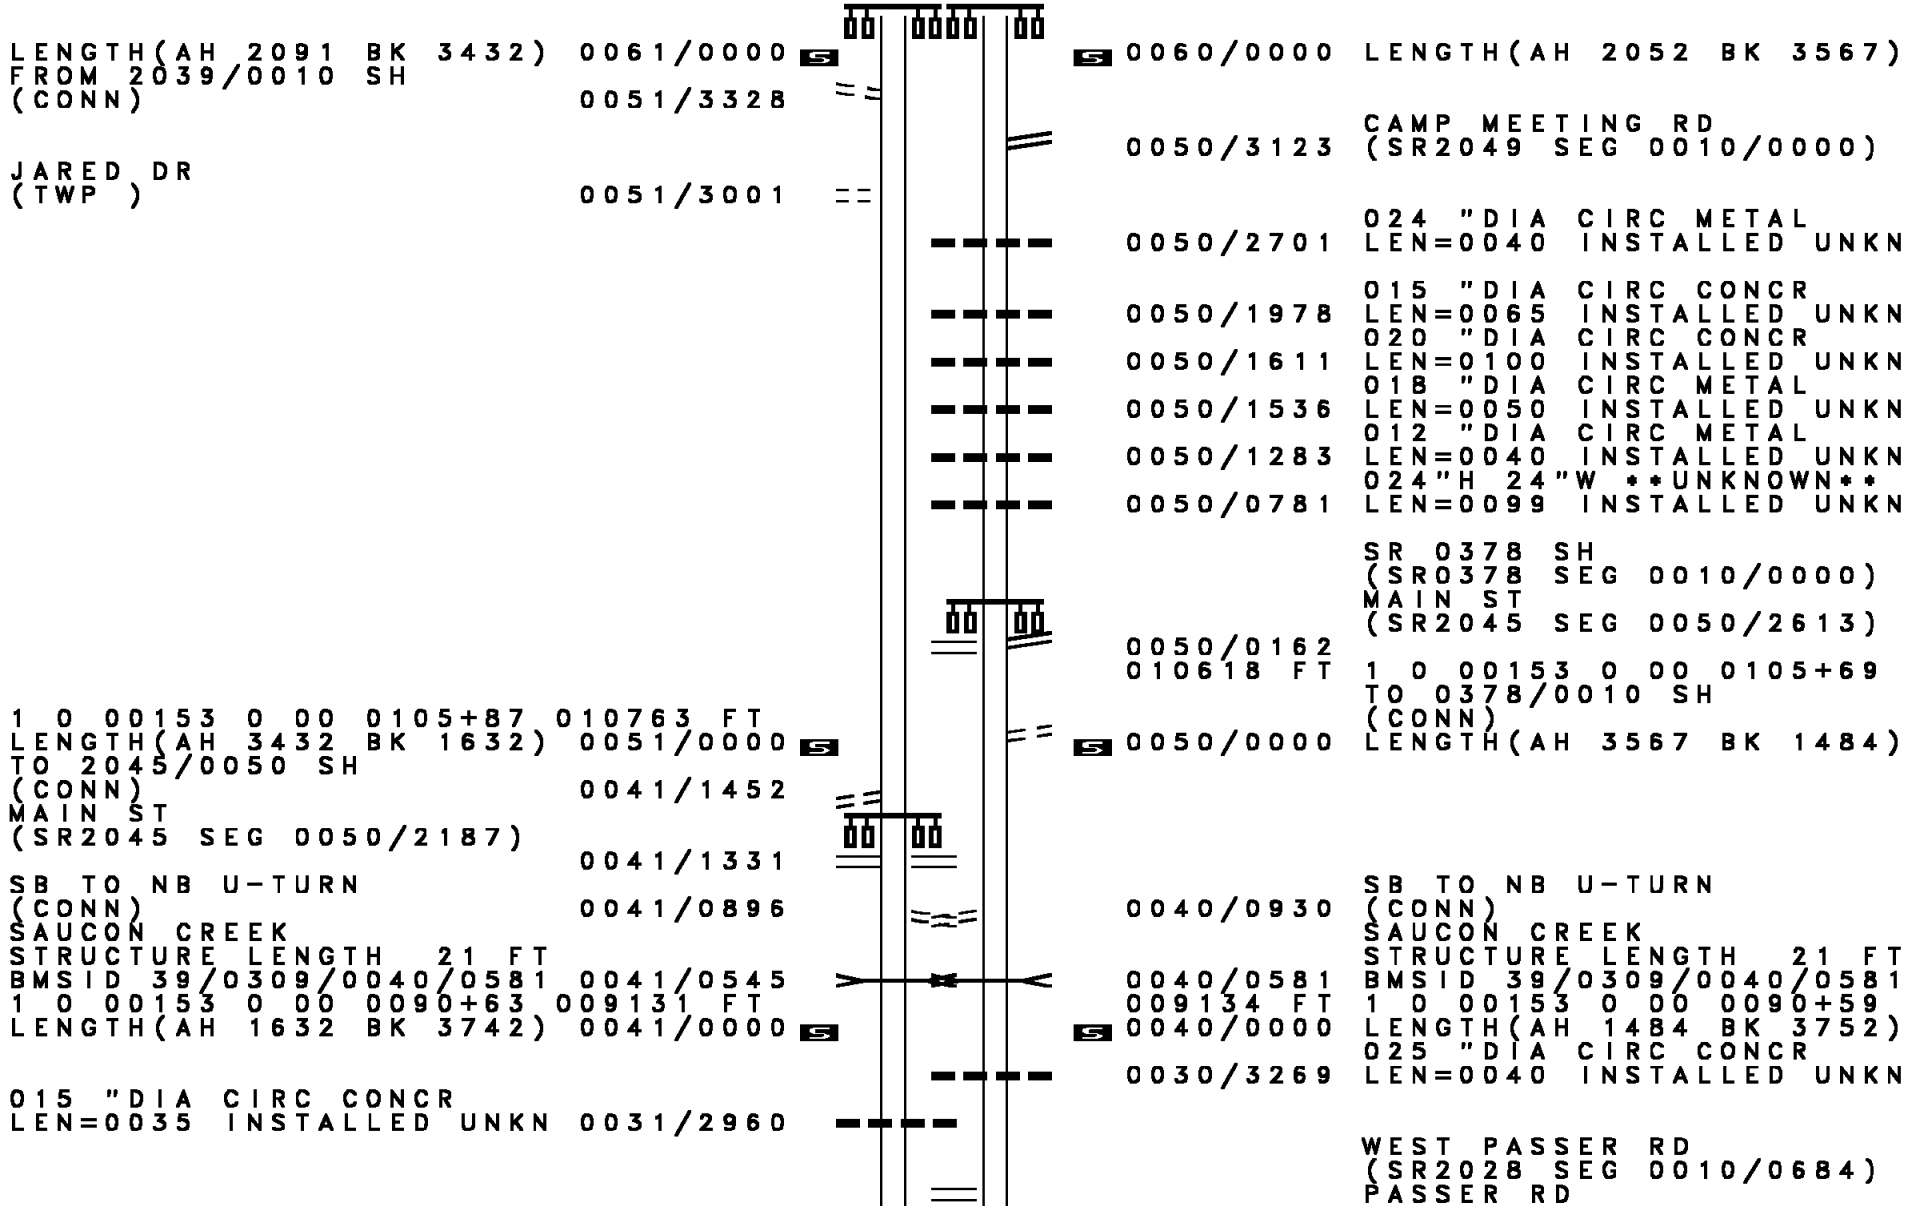 LENGTH(AH 2091 BK 3432) 0061/0000 S
FROM 2039/0010 SH
(CONN) 0051/3328
JARED DR
(TWP ) 0051/3001
1 0 00153 0 00 0105+87 010763 FT
LENGTH(AH 3432 BK 1632) 0051/0000 S
TO 2045/0050 SH
(CONN) 0041/1452
MAIN ST
(SR2045 SEG 0050/2187)
0041/1331
SB TO NB U-TURN
(CONN) 0041/0896
SAUCON CREEK
STRUCTURE LENGTH 21 FT
BMSID 39/0309/0040/0581 0041/0545
1 0 00153 0 00 0090+63 009131 FT
LENGTH(AH 1632 BK 3742) 0041/0000 S
015 "DIA CIRC CONCR
LEN=0035 INSTALLED UNKN 0031/2960
S 0060/0000 LENGTH(AH 2052 BK 3567)
CAMP MEETING RD
0050/3123 (SR2049 SEG 0010/0000)
024 "DIA CIRC METAL
0050/2701 LEN=0040 INSTALLED UNKN
015 "DIA CIRC CONCR
0050/1978 LEN=0065 INSTALLED UNKN
020 "DIA CIRC CONCR
0050/1611 LEN=0100 INSTALLED UNKN
018 "DIA CIRC METAL
0050/1536 LEN=0050 INSTALLED UNKN
012 "DIA CIRC METAL
0050/1283 LEN=0040 INSTALLED UNKN
024"H 24"W **UNKNOWN**
0050/0781 LEN=0099 INSTALLED UNKN
SR 0378 SH
(SR0378 SEG 0010/0000)
MAIN ST
(SR2045 SEG 0050/2613)
0050/0162
010618 FT 1 0 00153 0 00 0105+69
TO 0378/0010 SH
(CONN)
S 0050/0000 LENGTH(AH 3567 BK 1484)
SB TO NB U-TURN
0040/0930 (CONN)
SAUCON CREEK
STRUCTURE LENGTH 21 FT
0040/0581 BMSID 39/0309/0040/0581
009134 FT 1 0 00153 0 00 0090+59
S 0040/0000 LENGTH(AH 1484 BK 3752)
025 "DIA CIRC CONCR
0030/3269 LEN=0040 INSTALLED UNKN
WEST PASSER RD
(SR2028 SEG 0010/0684)
PASSER RD